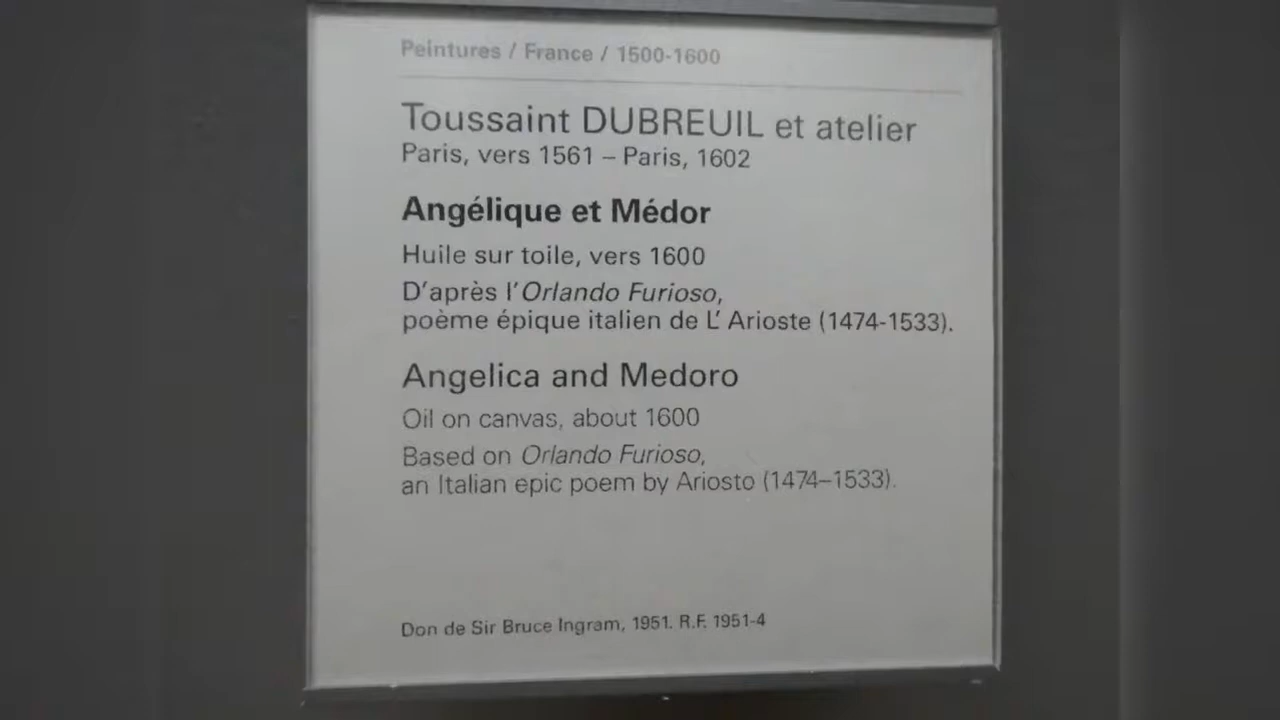 Peintures / France / 1500-1600
Toussaint DUBREUIL et atelier
Paris, vers 1561 – Paris, 1602
Angélique et Médor
Huile sur toile, vers 1600
D'après l'Orlando Furioso,
poème épique italien de L' Arioste (1474-1533).
Angelica and Medoro
Oil on canvas, about 1600
Based on Orlando Furioso,
an Italian epic poem by Ariosto (1474–1533).
Don de Sir Bruce Ingram, 1951. R.F. 1951-4